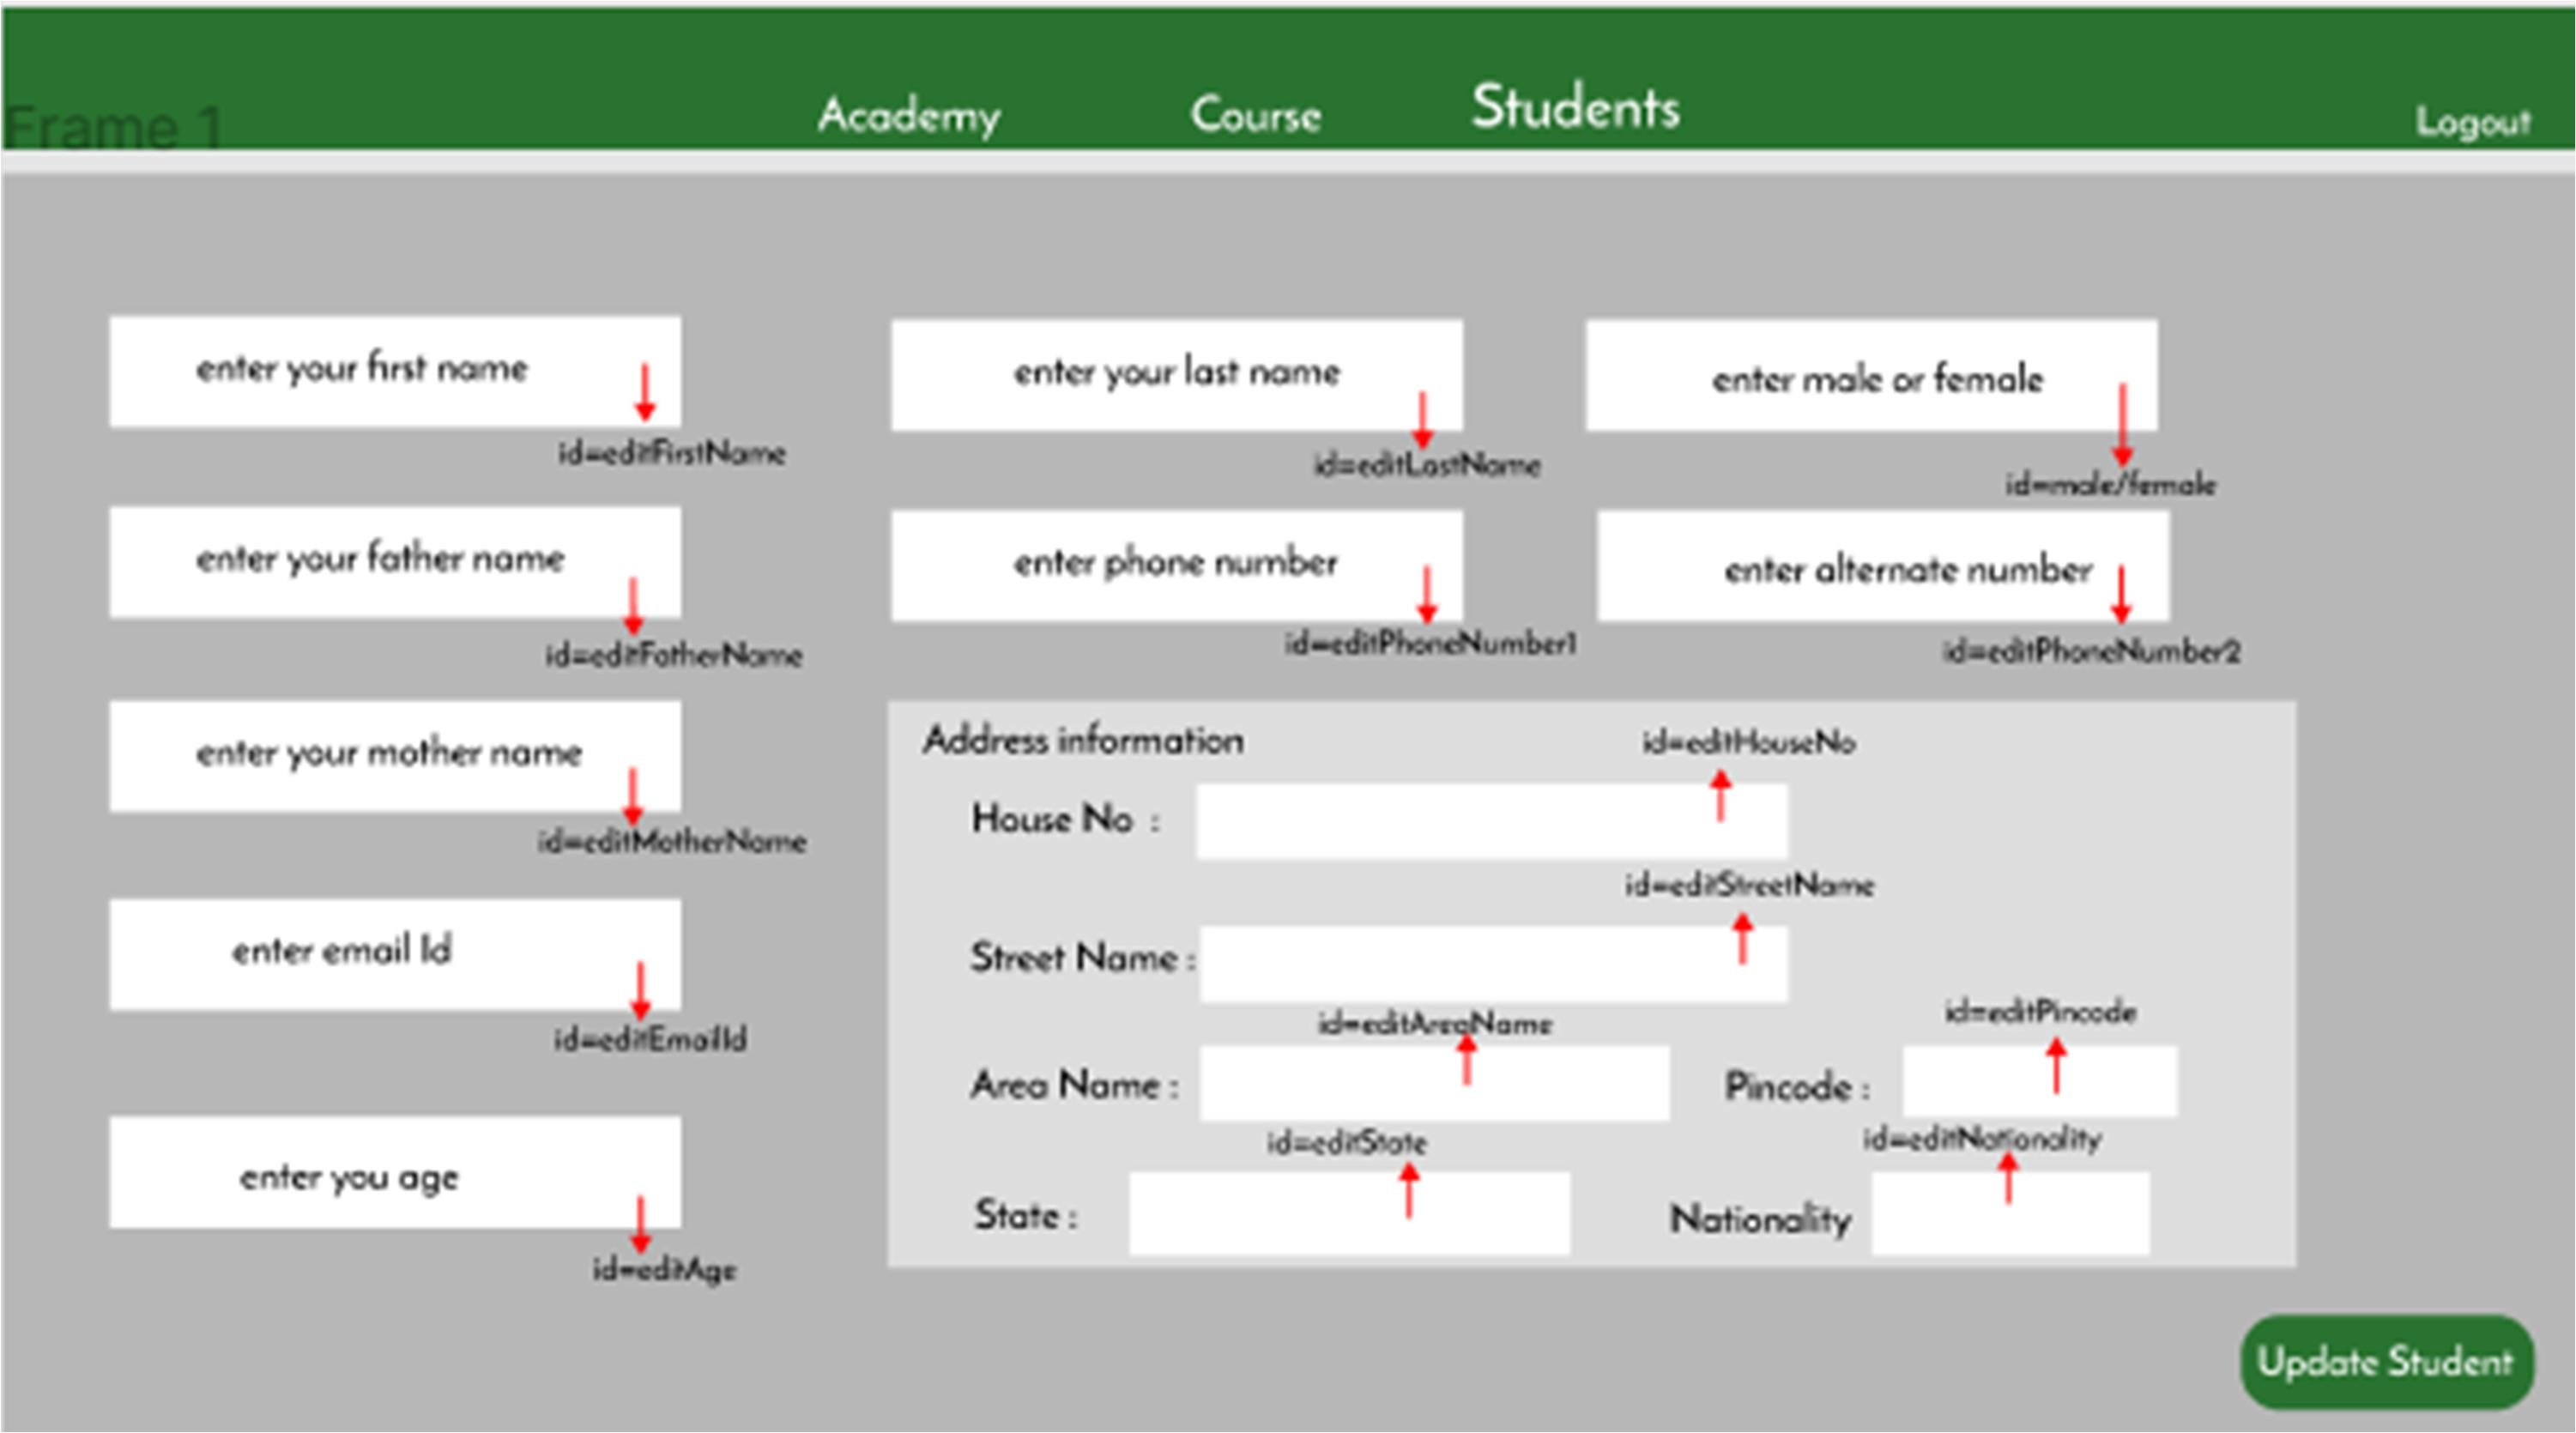 Frame 1
Academy Course Students Logout
enter your first name
id=editFirstName
enter your last name
id=editLastName
enter male or female
id=male/female
enter your father name
id=editFatherName
enter phone number
id=editPhoneNumber1
enter alternate number
id=editPhoneNumber2
enter your mother name
id=editMotherName
enter email Id
id=editEmailId
enter you age
id=editAge
Address information
id=editHouseNo
House No :
id=editStreetName
Street Name :
id=editAreaName
Area Name :
id=editPincode
Pincode :
id=editState
State :
id=editNationality
Nationality
Update Student